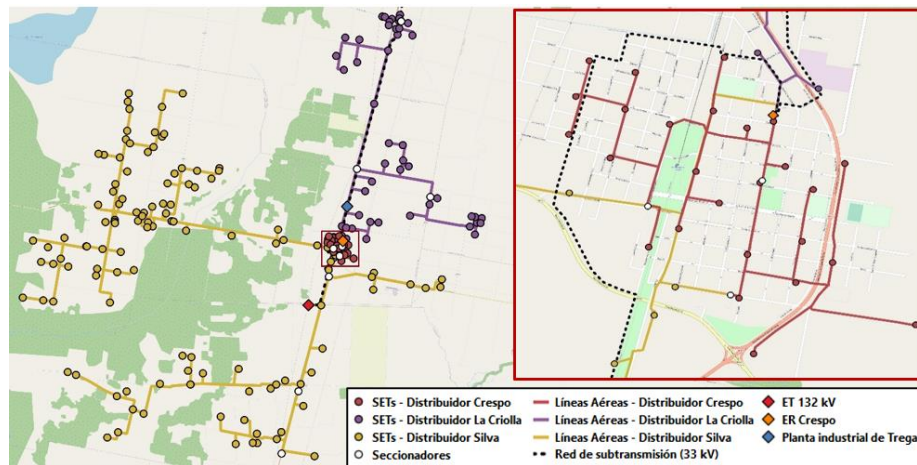 SETs - Distribuidor Crespo
SETs - Distribuidor La Criolla
SETs - Distribuidor Silva
Seccionadores
Líneas Aéreas - Distribuidor Crespo
Líneas Aéreas - Distribuidor La Criolla
Líneas Aéreas - Distribuidor Silva
Red de subtransmisión (33 kV)
ET 132 kV
ER Crespo
Planta industrial de Trega